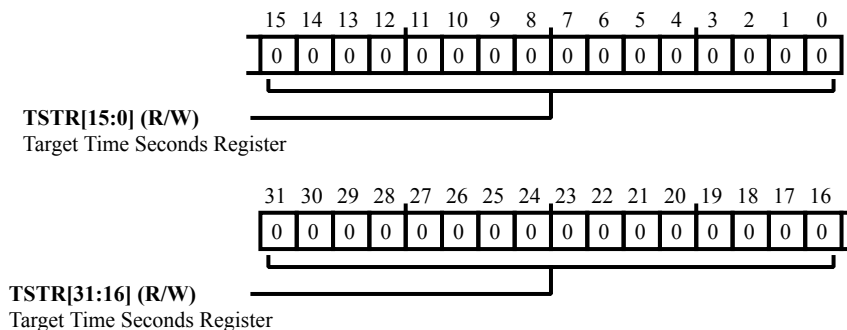 15 14 13 12 11 10 9 8 7 6 5 4 3 2 1 0
0 0 0 0 0 0 0 0 0 0 0 0 0 0 0 0
TSTR[15:0] (R/W)
Target Time Seconds Register
31 30 29 28 27 26 25 24 23 22 21 20 19 18 17 16
0 0 0 0 0 0 0 0 0 0 0 0 0 0 0 0
TSTR[31:16] (R/W)
Target Time Seconds Register